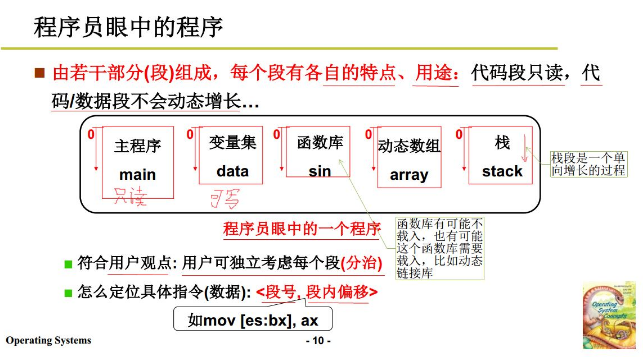 程序员眼中的程序
■ 由若干部分(段)组成，每个段有各自的特点、用途：代码段只读，代
码/数据段不会动态增长…
0 0 0 0 0
主程序 变量集 函数库 动态数组 栈
main data sin array stack
只读 可写
栈段是一个单
向增长的过程
程序员眼中的一个程序
函数库有可能不
载入，也有可能
这个函数库需要
载入，比如动态
链接库
■ 符合用户观点: 用户可独立考虑每个段(分治)
■ 怎么定位具体指令(数据): <段号, 段内偏移>
如mov [es:bx], ax
Operating Systems
- 10 -
Operating
System
Concepts